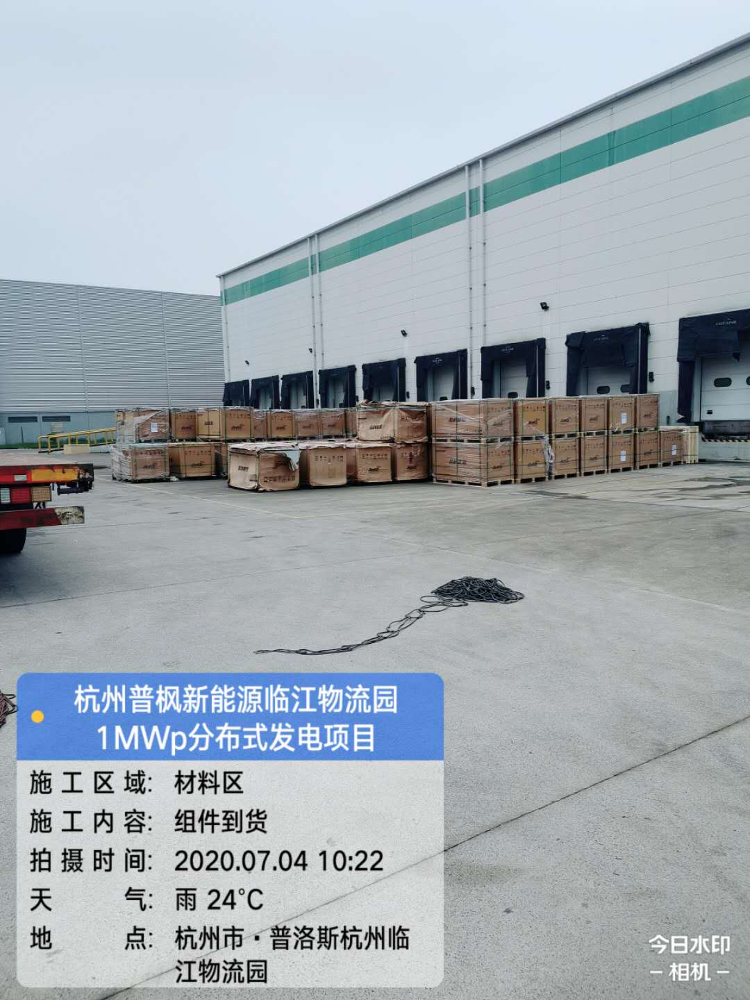 杭州普枫新能源临江物流园
1MWp分布式发电项目
施工区域: 材料区
施工内容: 组件到货
拍摄时间: 2020.07.04 10:22
天气: 雨 24°C
地点: 杭州市·普洛斯杭州临
江物流园
今日水印
-相机-